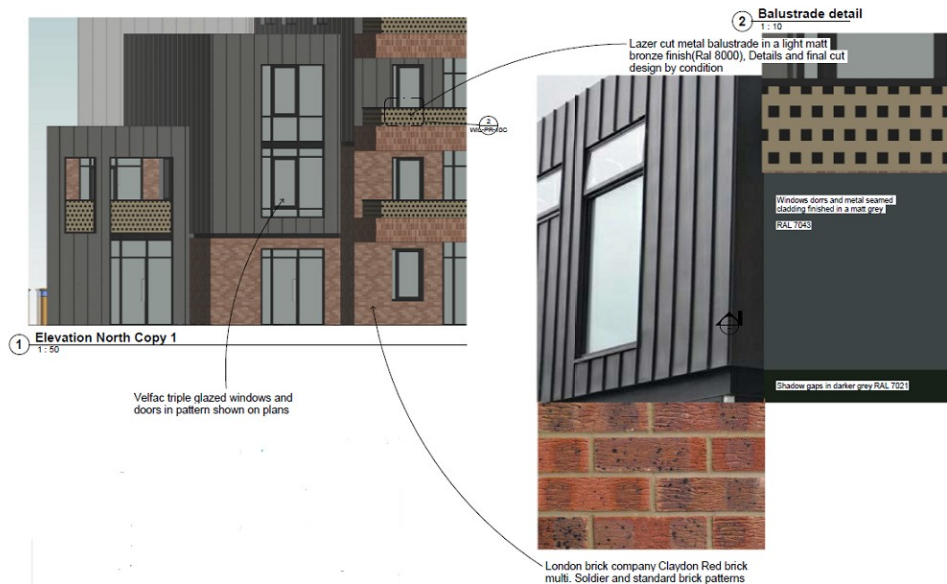 2 Balustrade detail
1 : 10
Lazer cut metal balustrade in a light matt
bronze finish(Ral 8000), Details and final cut
design by condition
2
Windows dorrs and metal seamed
cladding finished in a matt grey
RAL 7043
1 Elevation North Copy 1
1 : 50
Shadow gaps in darker grey RAL 7021
Velfac triple glazed windows and
doors in pattern shown on plans
London brick company Claydon Red brick
multi. Soldier and standard brick patterns